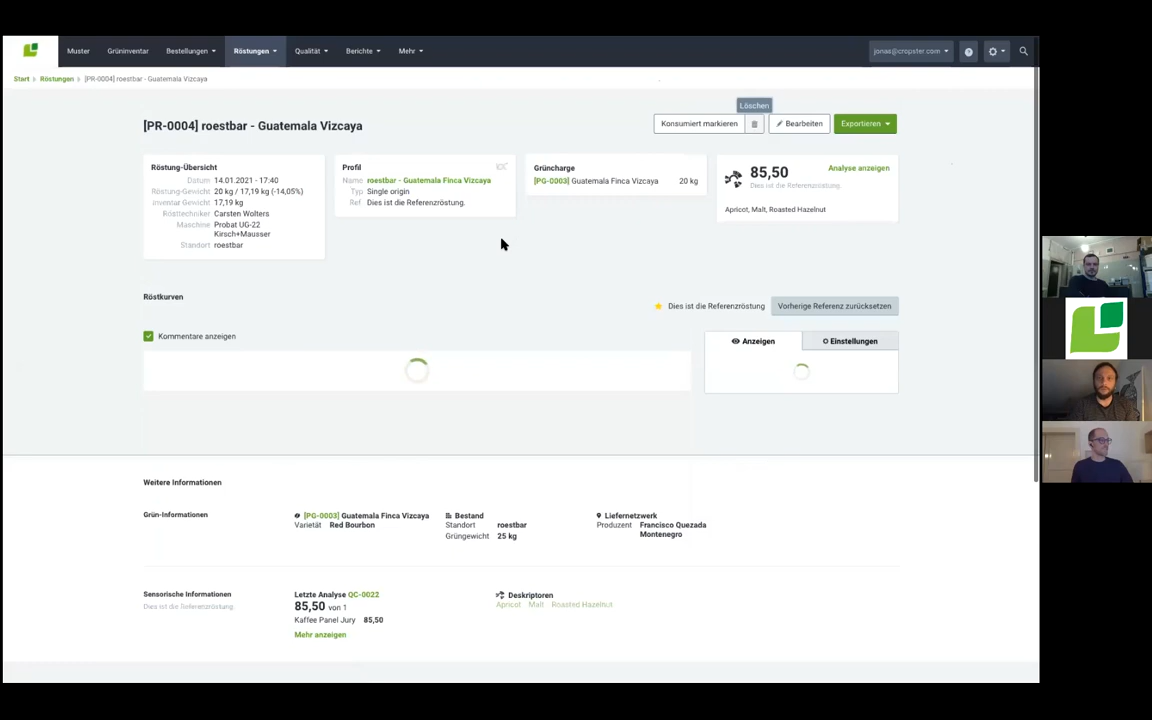 Muster Grüninventar Bestellungen Röstungen Qualität Berichte Mehr jonas@cropster.com
Start Röstungen [PR-0004] roestbar - Guatemala Vizcaya
Löschen
[PR-0004] roestbar - Guatemala Vizcaya
Konsumiert markieren Bearbeiten Exportieren
Röstung-Übersicht
Datum 14.01.2021 - 17:40
Röstung-Gewicht 20 kg / 17,19 kg (-14,05%)
Inventar Gewicht 17,19 kg
Rösttechniker Carsten Wolters
Maschine Probat UG-22
Kirsch+Mausser
Standort roestbar
Profil
Name roestbar - Guatemala Finca Vizcaya
Typ Single origin
Ref Dies ist die Referenzröstung.
Grüncharge
[PG-0003] Guatemala Finca Vizcaya 20 kg
85,50 Analyse anzeigen
Dies ist die Referenzröstung.
Apricot, Malt, Roasted Hazelnut
Röstkurven
Dies ist die Referenzröstung Vorherige Referenz zurücksetzen
Kommentare anzeigen
Anzeigen Einstellungen
Weitere Informationen
Grün-Informationen
[PG-0003] Guatemala Finca Vizcaya
Varietät Red Bourbon
Bestand
Standort roestbar
Grüngewicht 25 kg
Liefernetzwerk
Produzent Francisco Quezada
Montenegro
Sensorische Informationen
Dies ist die Referenzröstung.
Letzte Analyse QC-0022
85,50 von 1
Kaffee Panel Jury 85,50
Mehr anzeigen
Deskriptoren
Apricot Malt Roasted Hazelnut